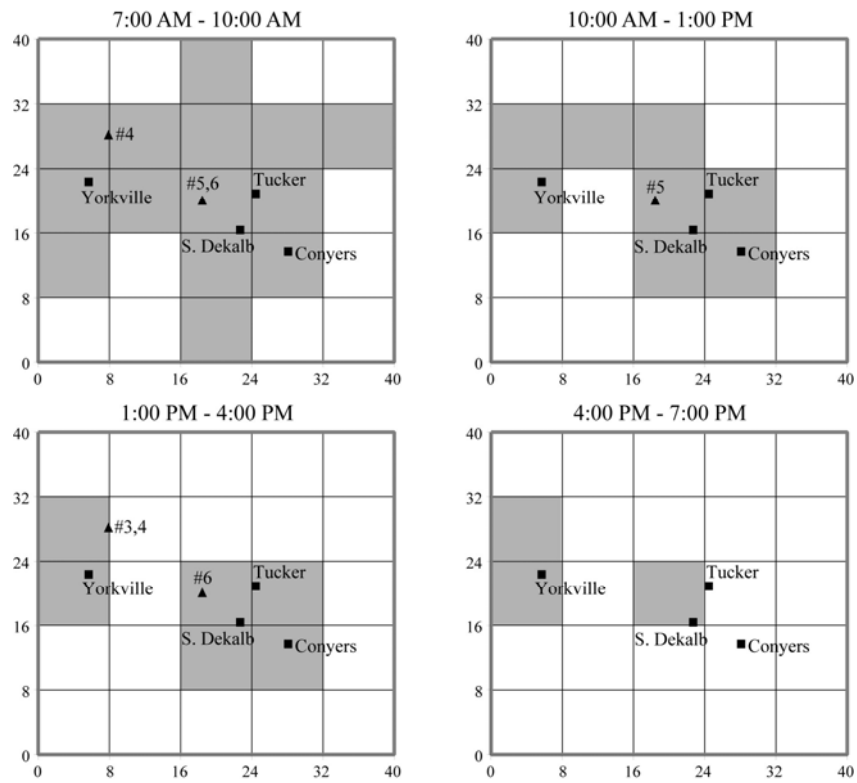 7:00 AM - 10:00 AM
40
32
24
16
8
0
#4
#5,6
Tucker
Yorkville
S. Dekalb
Conyers
0 8 16 24 32 40
10:00 AM - 1:00 PM
40
32
24
16
8
0
#5
Tucker
Yorkville
S. Dekalb
Conyers
0 8 16 24 32 40
1:00 PM - 4:00 PM
40
32
24
16
8
0
#3,4
#6
Tucker
Yorkville
S. Dekalb
Conyers
0 8 16 24 32 40
4:00 PM - 7:00 PM
40
32
24
16
8
0
Tucker
Yorkville
S. Dekalb
Conyers
0 8 16 24 32 40